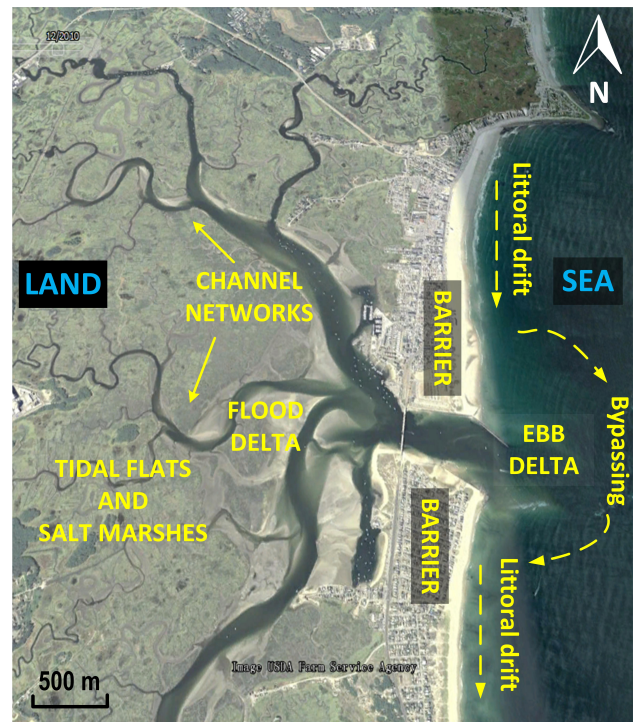 12/2010
N
Littoral drift
LAND
SEA
CHANNEL
NETWORKS
BARRIER
Bypassing
FLOOD
DELTA
EBB
DELTA
TIDAL FLATS
AND
SALT MARSHES
BARRIER
Littoral drift
Image USDA Farm Service Agency
500 m